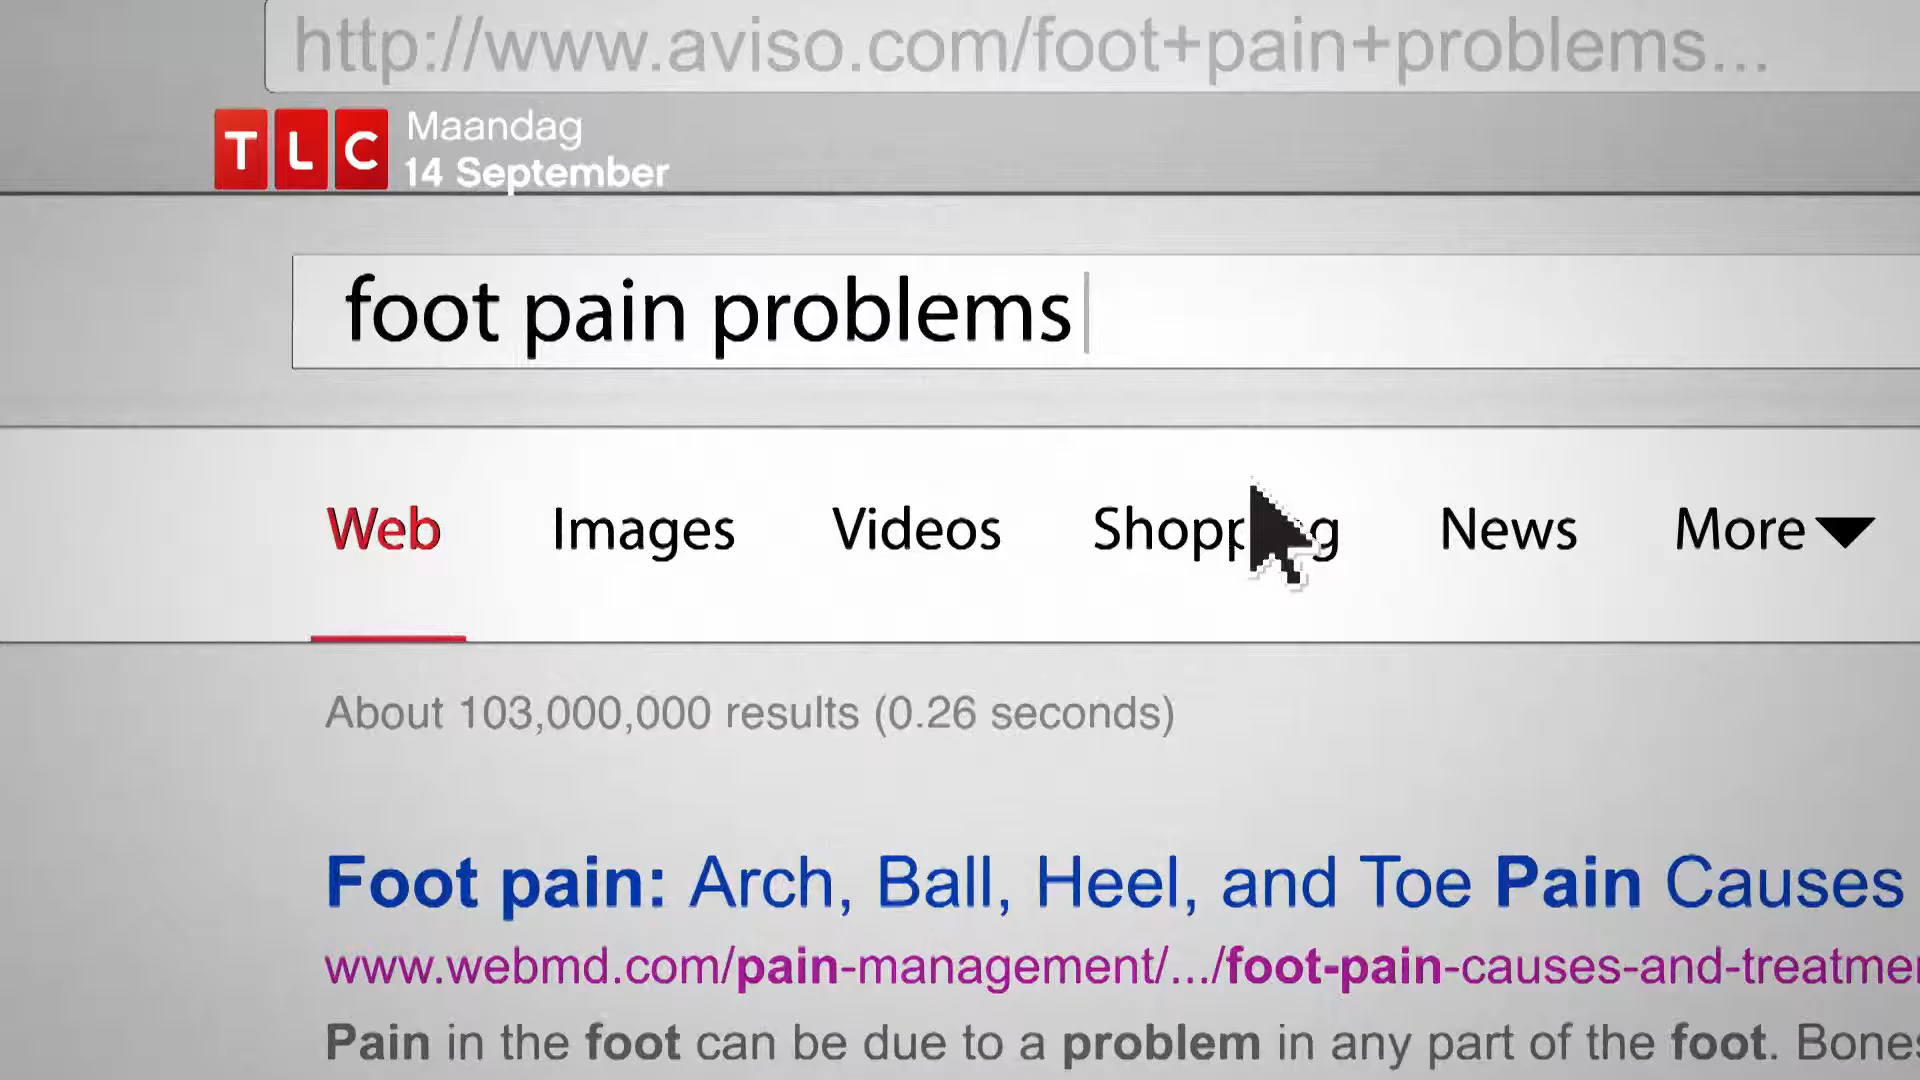 http://www.aviso.com/foot+pain+problems...
TLC Maandag
14 September
foot pain problems
Web Images Videos Shopping News More
About 103,000,000 results (0.26 seconds)
Foot pain: Arch, Ball, Heel, and Toe Pain Causes
www.webmd.com/pain-management/.../foot-pain-causes-and-treatme
Pain in the foot can be due to a problem in any part of the foot. Bones